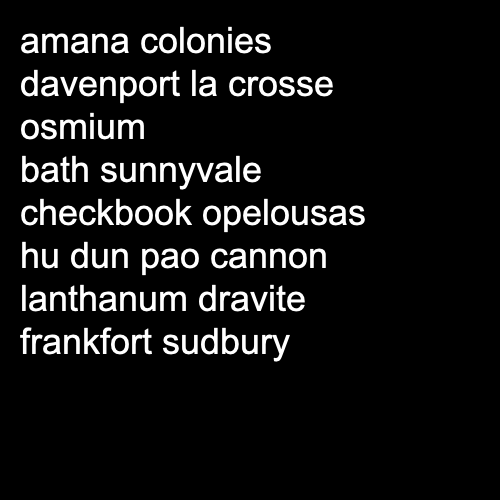 amana colonies
davenport la crosse
osmium
bath sunnyvale
checkbook opelousas
hu dun pao cannon
lanthanum dravite
frankfort sudbury